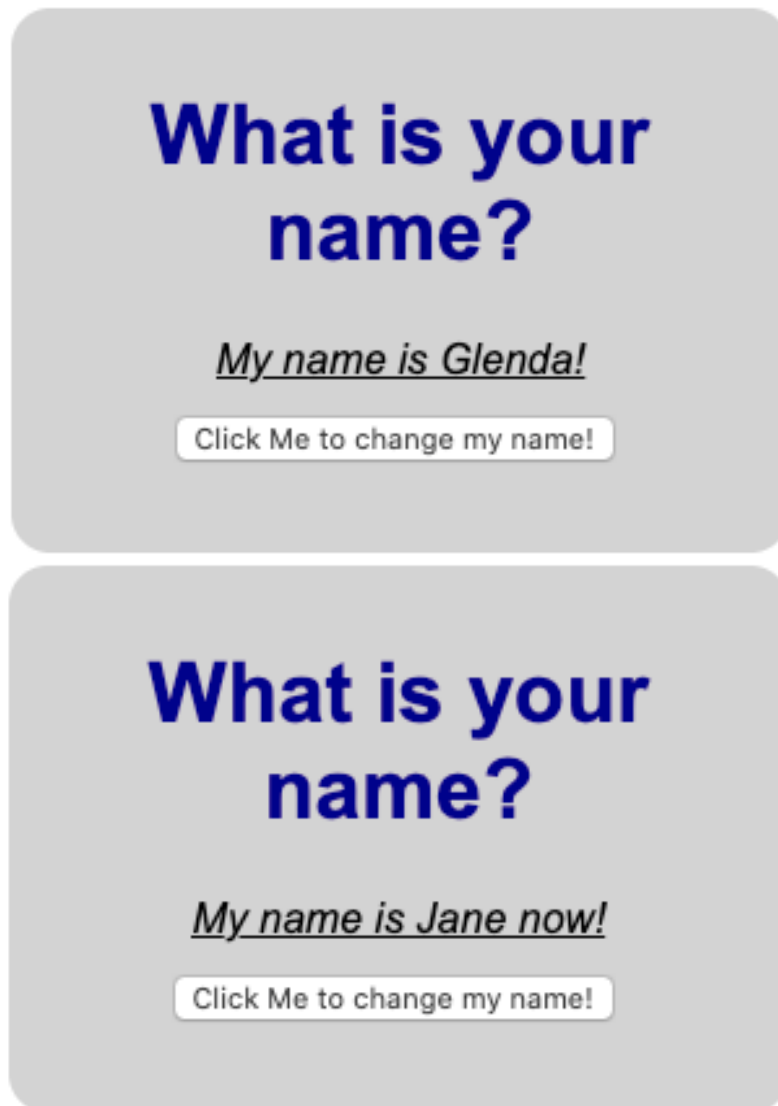 What is your
name?
My name is Glenda!
Click Me to change my name!
What is your
name?
My name is Jane now!
Click Me to change my name!